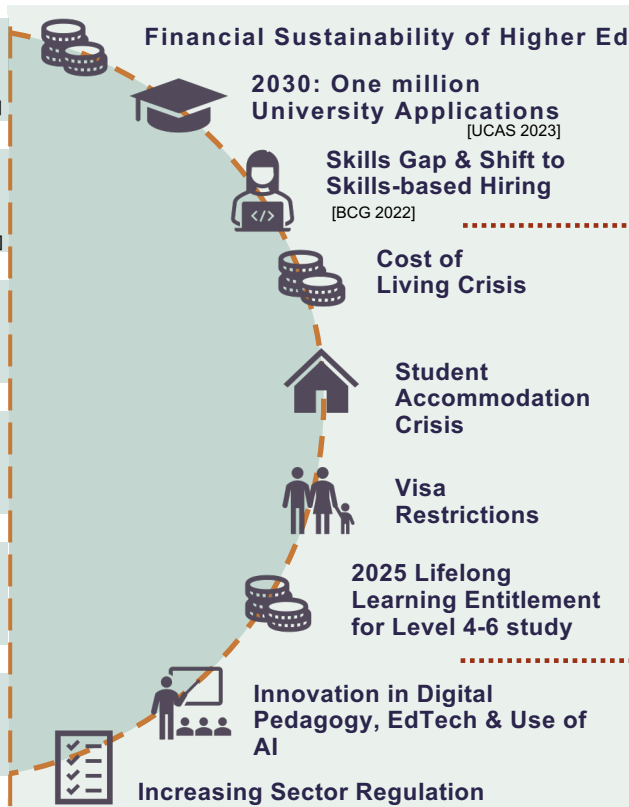 Financial Sustainability of Higher Ed
2030: One million
University Applications
[UCAS 2023]
Skills Gap & Shift to
Skills-based Hiring
[BCG 2022]
Cost of
Living Crisis
Student
Accommodation
Crisis
Visa
Restrictions
2025 Lifelong
Learning Entitlement
for Level 4-6 study
Innovation in Digital
Pedagogy, EdTech & Use of
AI
Increasing Sector Regulation